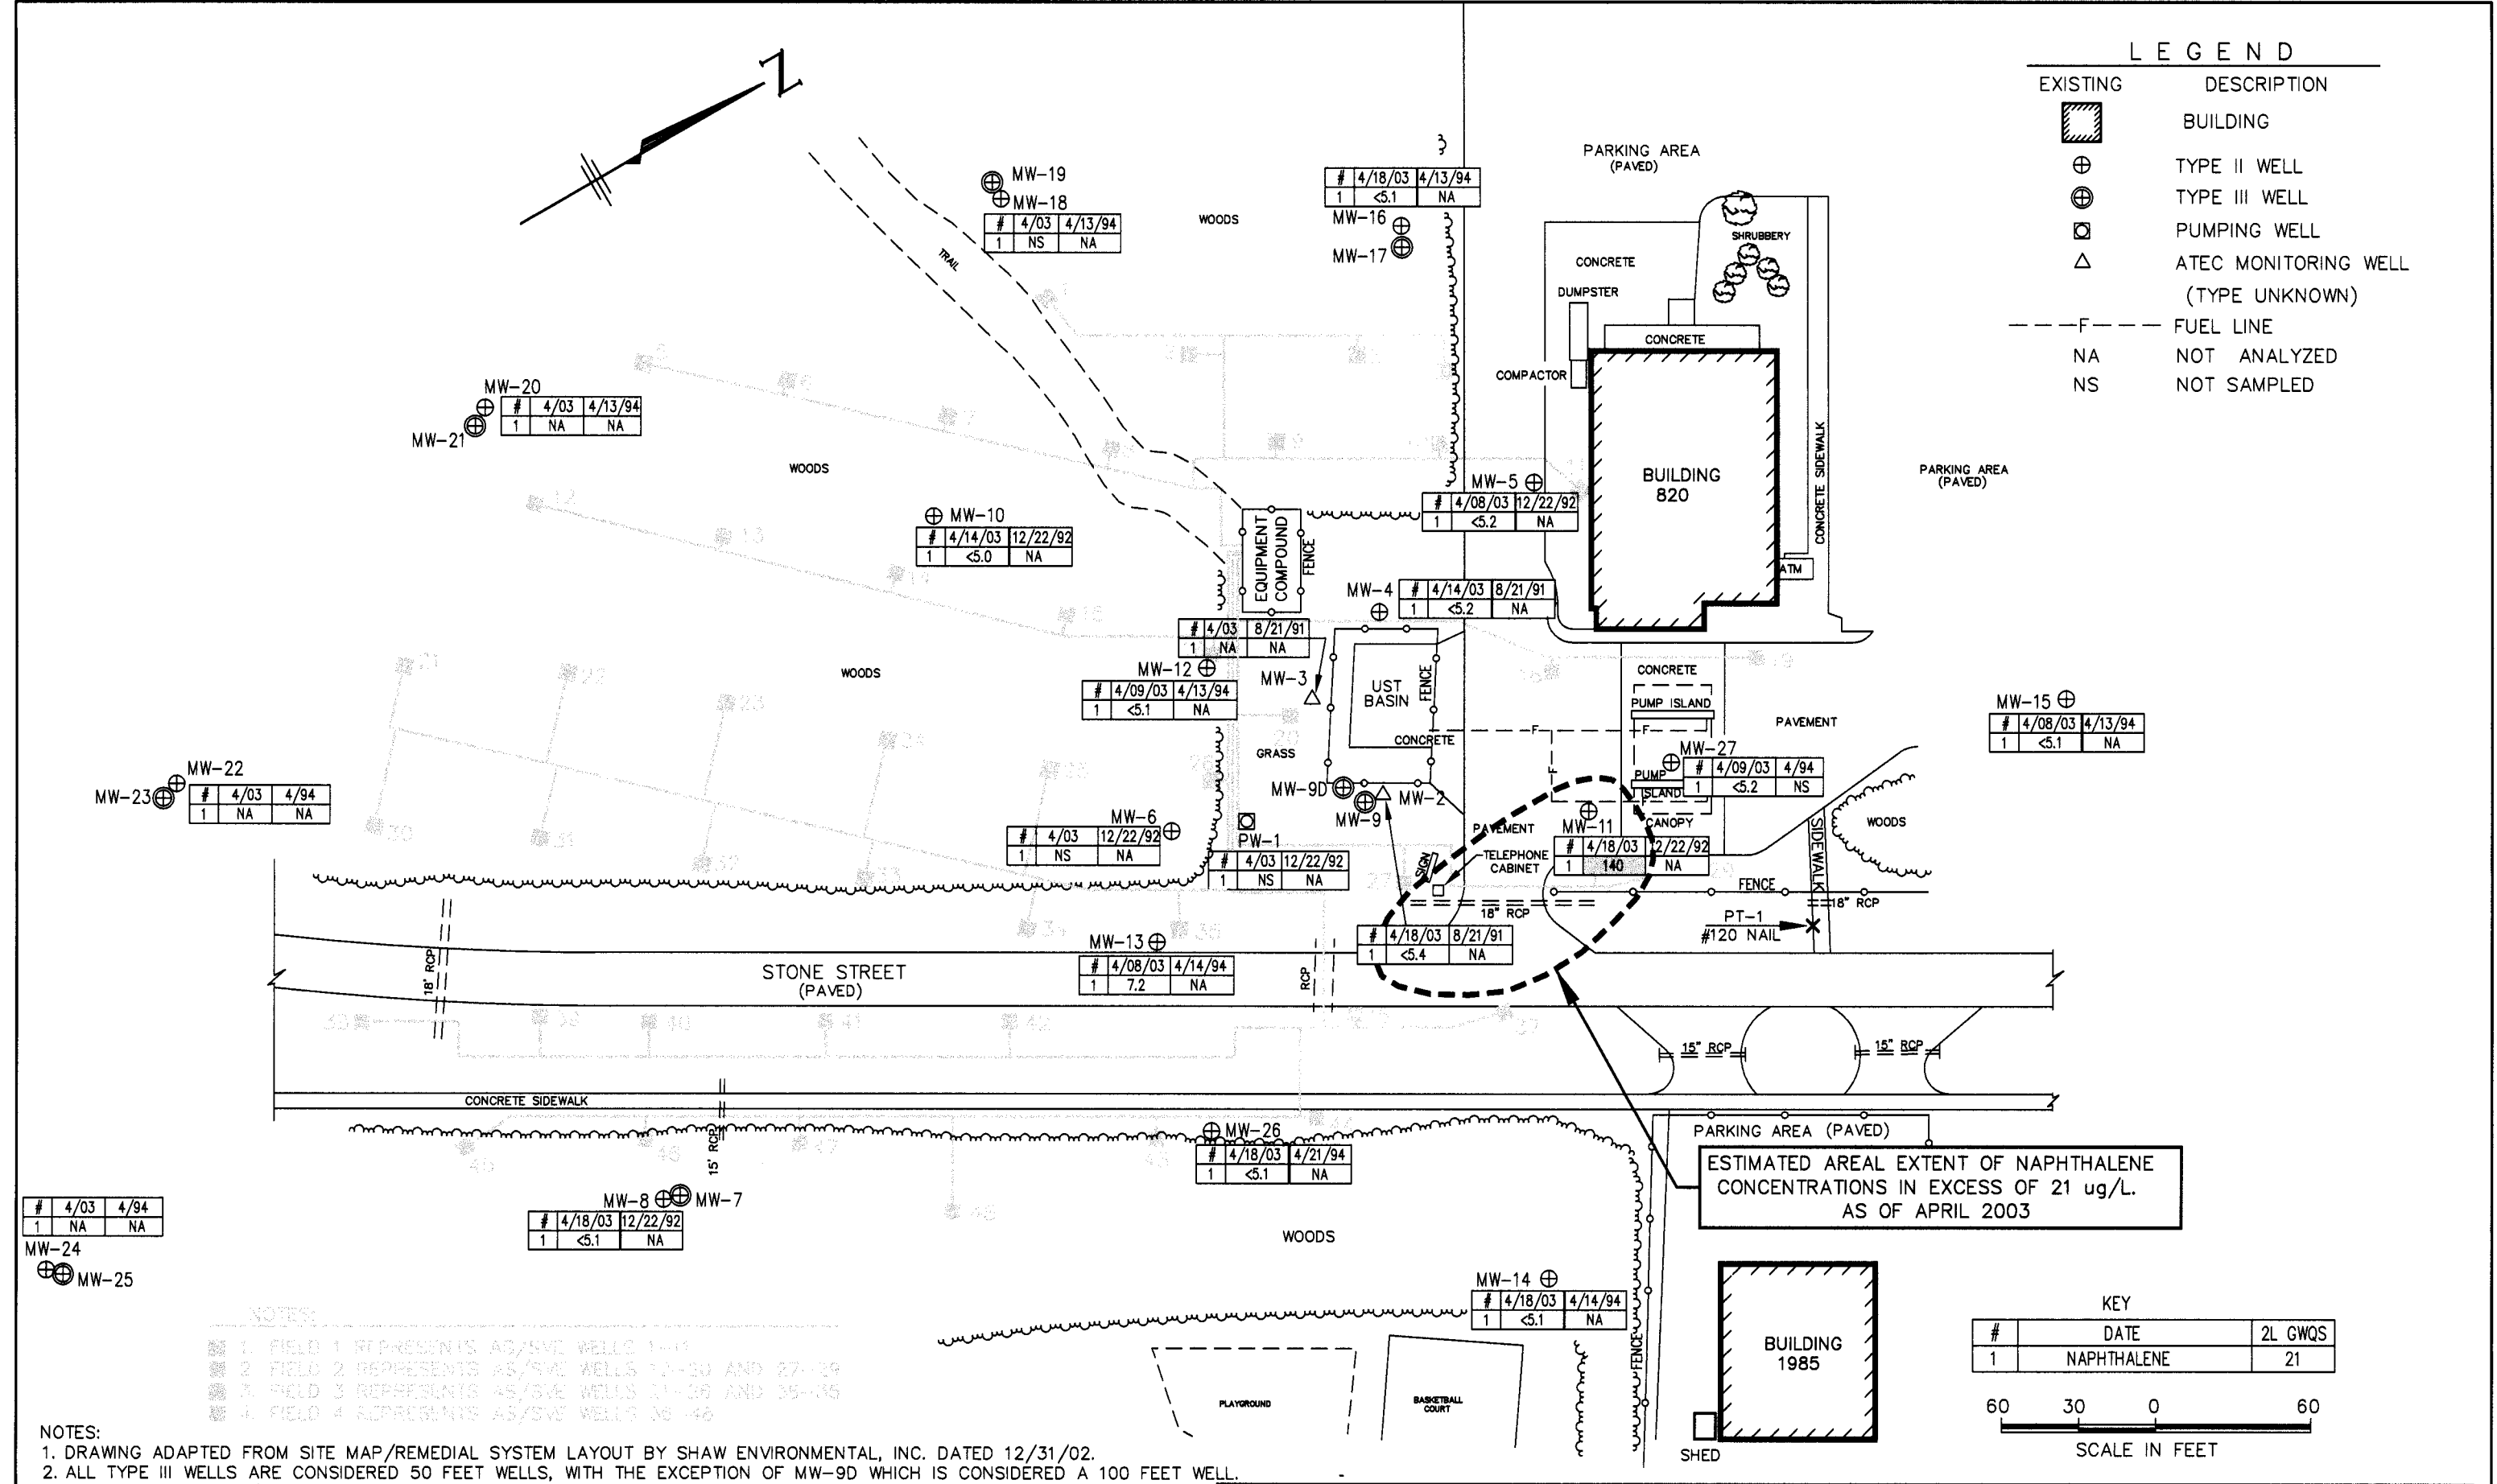 LEGEND
EXISTING DESCRIPTION
BUILDING
TYPE II WELL
TYPE III WELL
PUMPING WELL
ATEC MONITORING WELL
(TYPE UNKNOWN)
F FUEL LINE
NA NOT ANALYZED
NS NOT SAMPLED
Z
MW-19
MW-18
# 4/03 4/13/94
1 NS NA
TRAIL
WOODS
# 4/18/03 4/13/94
1 <5.1 NA
MW-16
MW-17
PARKING AREA
(PAVED)
SHRUBBERY
CONCRETE
DUMPSTER
CONCRETE
COMPACTOR
BUILDING
820
CONCRETE SIDEWALK
ATM
PARKING AREA
(PAVED)
MW-20
# 4/03 4/13/94
1 NA NA
MW-21
WOODS
MW-10
# 4/14/03 12/22/92
1 <5.0 NA
EQUIPMENT
COMPOUND
FENCE
MW-5
# 4/08/03 12/22/92
1 <5.2 NA
MW-4
# 4/14/03 8/21/91
1 <5.2 NA
# 4/03 8/21/91
1 NA NA
MW-12
# 4/09/03 4/13/94
1 <5.1 NA
MW-3
UST
BASIN
FENCE
CONCRETE
GRASS
WOODS
CONCRETE
PUMP ISLAND
PAVEMENT
F
F
F
F
MW-27
# 4/09/03 4/94
1 <5.2 NS
PUMP
ISLAND
CANOPY
MW-15
# 4/08/03 4/13/94
1 <5.1 NA
MW-22
MW-23
# 4/03 4/94
1 NA NA
MW-9D
MW-9
MW-2
MW-6
# 4/03 12/22/92
1 NS NA
PW-1
# 4/03 12/22/92
1 NS NA
PAVEMENT
MW-11
# 4/18/03 12/22/92
1 140 NA
SIGN
TELEPHONE
CABINET
18" RCP
FENCE
SIDEWALK
WOODS
18" RCP
PT-1
#120 NAIL
# 4/18/03 8/21/91
1 <5.4 NA
MW-13
# 4/08/03 4/14/94
1 7.2 NA
STONE STREET
(PAVED)
18' RCP
RCP
15" RCP
15" RCP
CONCRETE SIDEWALK
15' RCP
MW-26
# 4/18/03 4/21/94
1 <5.1 NA
PARKING AREA (PAVED)
ESTIMATED AREAL EXTENT OF NAPHTHALENE
CONCENTRATIONS IN EXCESS OF 21 ug/L.
AS OF APRIL 2003
MW-8
MW-7
# 4/18/03 12/22/92
1 <5.1 NA
# 4/03 4/94
1 NA NA
MW-24
MW-25
WOODS
MW-14
# 4/18/03 4/14/94
1 <5.1 NA
FENCE
PLAYGROUND
BASKETBALL
COURT
BUILDING
1985
SHED
KEY
# DATE 2L GWQS
1 NAPHTHALENE 21
60 30 0 60
SCALE IN FEET
NOTES:
1. DRAWING ADAPTED FROM SITE MAP/REMEDIAL SYSTEM LAYOUT BY SHAW ENVIRONMENTAL, INC. DATED 12/31/02.
2. ALL TYPE III WELLS ARE CONSIDERED 50 FEET WELLS, WITH THE EXCEPTION OF MW-9D WHICH IS CONSIDERED A 100 FEET WELL.